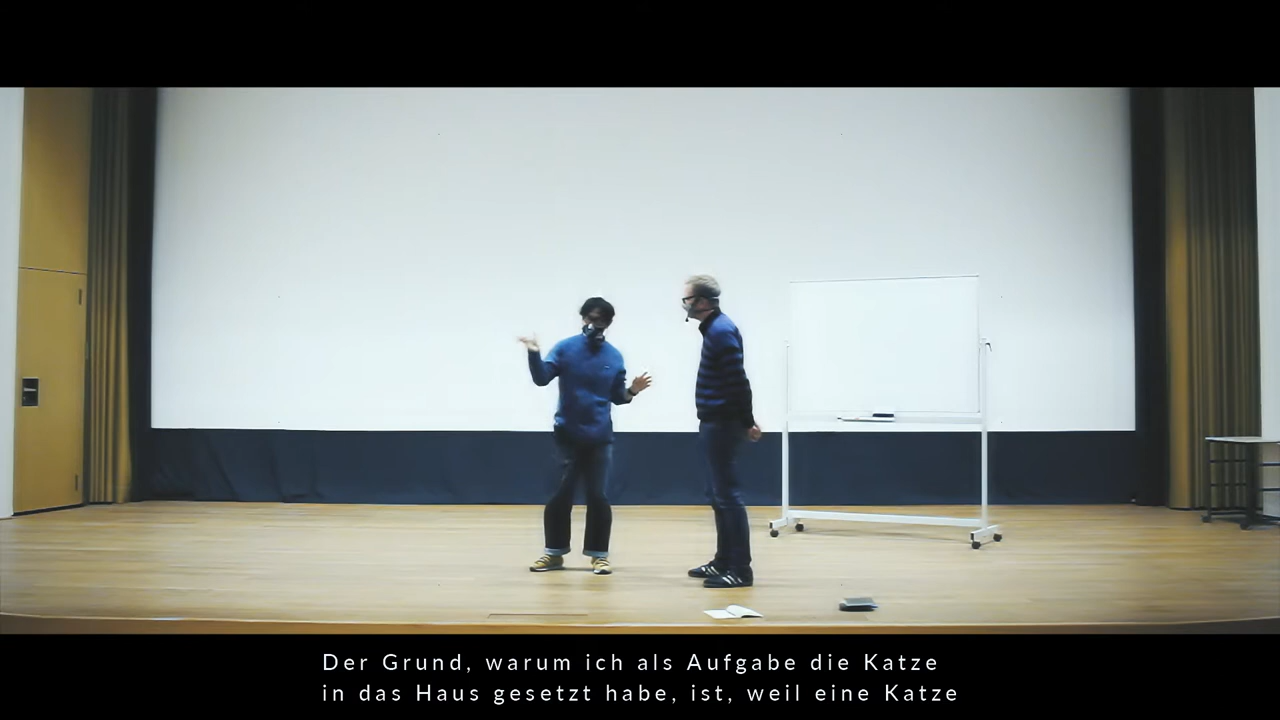 Der Grund, warum ich als Aufgabe die Katze
in das Haus gesetzt habe, ist, weil eine Katze